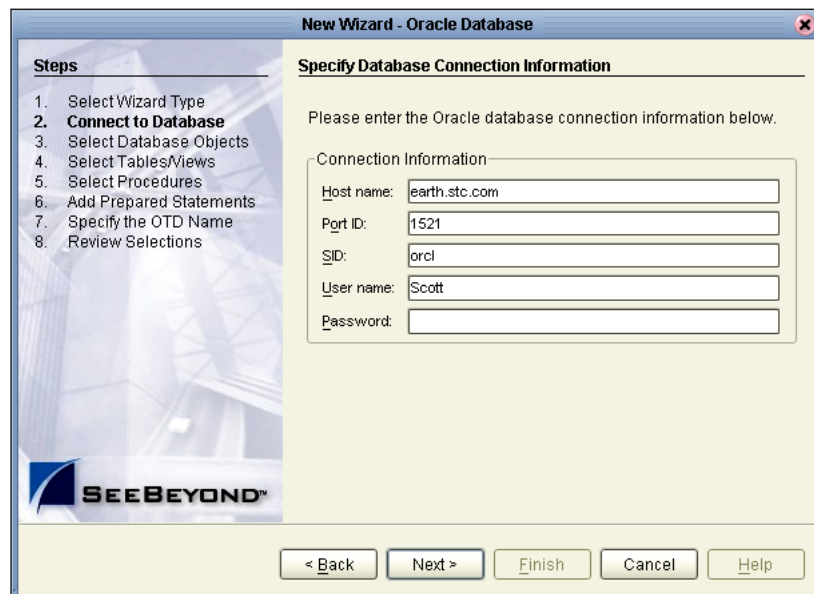 New Wizard - Oracle Database
Steps
1. Select Wizard Type
2. Connect to Database
3. Select Database Objects
4. Select Tables/Views
5. Select Procedures
6. Add Prepared Statements
7. Specify the OTD Name
8. Review Selections
SEEBEYOND™
Specify Database Connection Information
Please enter the Oracle database connection information below.
Connection Information
Host name: earth.stc.com
Port ID: 1521
SID: orcl
User name: Scott
Password:
< Back Next > Finish Cancel Help